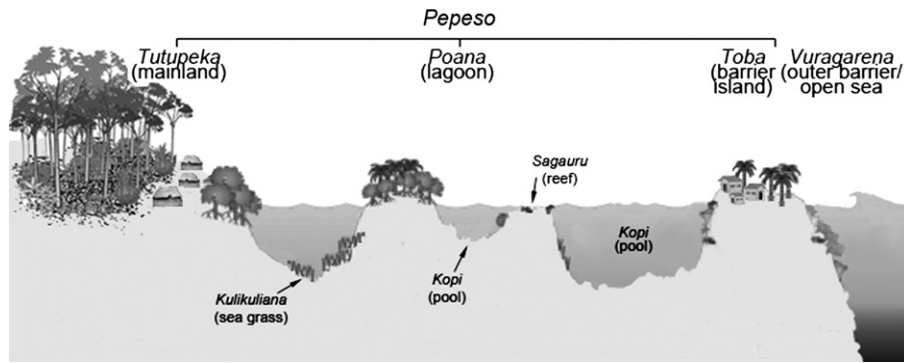 Pepeso
Tutupeka
(mainland)
Poana
(lagoon)
Toba
(barrier
island)
Vuragarena
(outer barrier/
open sea
Sagauru
(reef)
Kopi
(pool)
Kopi
(pool)
Kulikuliana
(sea grass)